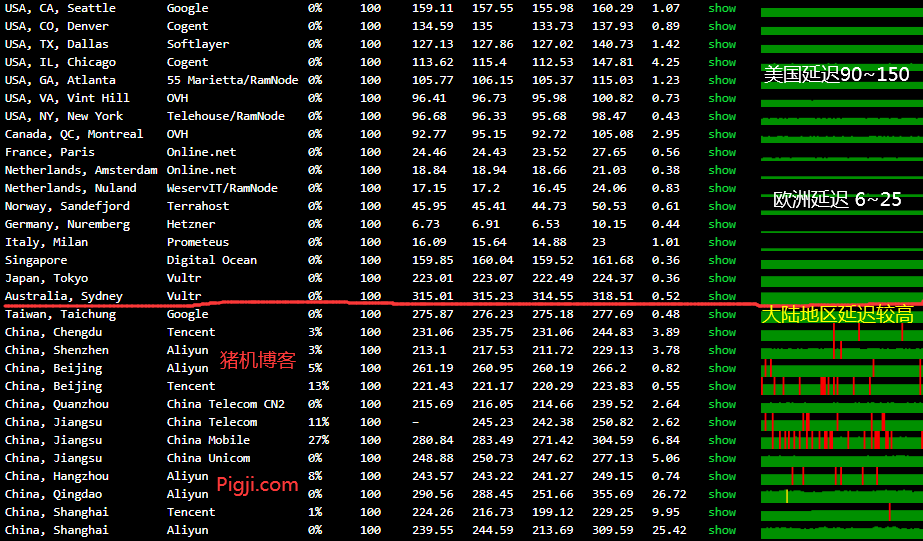 USA, CA, Seattle Google 0% 100 159.11 157.55 155.98 160.29 1.07 show
USA, CO, Denver Cogent 0% 100 134.59 135 133.73 137.93 0.89 show
USA, TX, Dallas Softlayer 0% 100 127.13 127.86 127.02 140.73 1.42 show
USA, IL, Chicago Cogent 0% 100 113.62 115.4 112.53 147.81 4.25 show
USA, GA, Atlanta 55 Marietta/RamNode 0% 100 105.77 106.15 105.37 115.03 1.23 show 美国延迟90~150
USA, VA, Vint Hill OVH 0% 100 96.41 96.73 95.98 100.82 0.73 show
USA, NY, New York Telehouse/RamNode 0% 100 96.68 96.33 95.68 98.47 0.43 show
Canada, QC, Montreal OVH 0% 100 92.77 95.15 92.72 105.08 2.95 show
France, Paris Online.net 0% 100 24.46 24.43 23.52 27.65 0.56 show
Netherlands, Amsterdam Online.net 0% 100 18.84 18.94 18.66 21.03 0.38 show
Netherlands, Nuland WeservIT/RamNode 0% 100 17.15 17.2 16.45 24.06 0.83 show
Norway, Sandefjord Terrahost 0% 100 45.95 45.41 44.73 50.53 0.61 show 欧洲延迟 6~25
Germany, Nuremberg Hetzner 0% 100 6.73 6.91 6.53 10.15 0.44 show
Italy, Milan Prometeus 0% 100 16.09 15.64 14.88 23 1.01 show
Singapore Digital Ocean 0% 100 159.85 160.04 159.52 161.68 0.36 show
Japan, Tokyo Vultr 0% 100 223.01 223.07 222.49 224.37 0.36 show
Australia, Sydney Vultr 0% 100 315.01 315.23 314.55 318.51 0.52 show
Taiwan, Taichung Google 0% 100 275.87 276.23 275.18 277.69 0.48 show 大陆地区延迟较高
China, Chengdu Tencent 3% 100 231.06 235.75 231.06 244.83 3.89 show
China, Shenzhen Aliyun 3% 100 213.1 217.53 211.72 229.13 3.78 show
猪机博客
China, Beijing Aliyun 5% 100 261.19 260.95 260.19 266.2 0.82 show
China, Beijing Tencent 13% 100 221.43 221.17 220.29 223.83 0.55 show
China, Quanzhou China Telecom CN2 0% 100 215.69 216.05 214.66 239.52 2.64 show
China, Jiangsu China Telecom 11% 100 – 245.23 242.38 250.82 2.62 show
China, Jiangsu China Mobile 27% 100 280.84 283.49 271.42 304.59 6.84 show
China, Jiangsu China Unicom 0% 100 248.88 250.73 247.62 277.13 5.06 show
China, Hangzhou Aliyun 8% 100 243.57 243.22 241.27 249.15 0.74 show
Pigji.com
China, Qingdao Aliyun 0% 100 290.56 288.45 251.66 355.69 26.72 show
China, Shanghai Tencent 1% 100 224.26 216.73 199.12 229.25 9.95 show
China, Shanghai Aliyun 0% 100 239.55 244.59 213.69 309.59 25.42 show